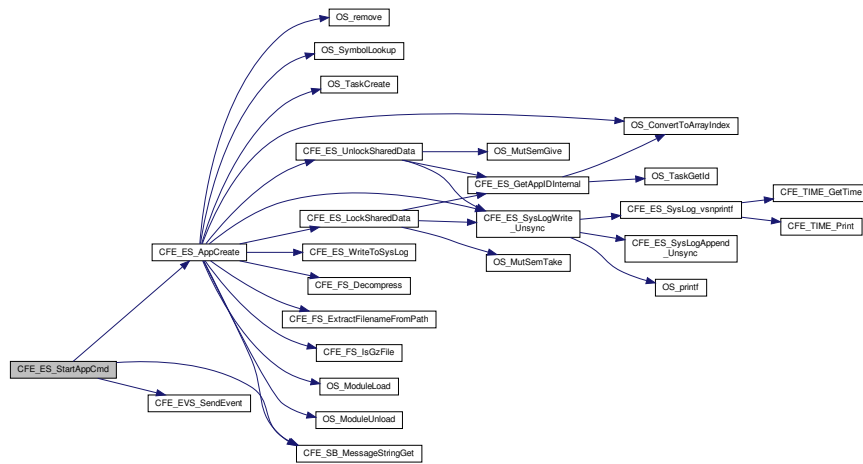 OS_remove
OS_SymbolLookup
OS_TaskCreate
OS_ConvertToArrayIndex
CFE_ES_UnlockSharedData
OS_MutSemGive
OS_TaskGetId
CFE_ES_GetAppIDInternal
CFE_TIME_GetTime
CFE_ES_SysLog_vsnprintf
CFE_ES_LockSharedData
CFE_ES_SysLogWrite
_Unsync
CFE_TIME_Print
CFE_ES_AppCreate
CFE_ES_WriteToSysLog
CFE_ES_SysLogAppend
_Unsync
OS_MutSemTake
CFE_FS_Decompress
OS_printf
CFE_FS_ExtractFilenameFromPath
CFE_FS_IsGzFile
CFE_ES_StartAppCmd
OS_ModuleLoad
CFE_EVS_SendEvent
OS_ModuleUnload
CFE_SB_MessageStringGet